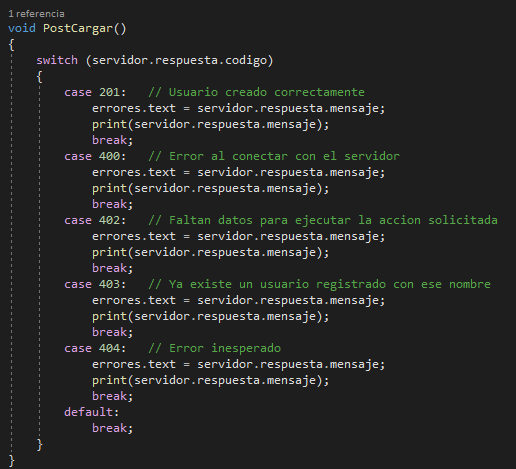 1 referencia
void PostCargar()
{
    switch (servidor.respuesta.codigo)
    {
        case 201:   // Usuario creado correctamente
            errores.text = servidor.respuesta.mensaje;
            print(servidor.respuesta.mensaje);
            break;
        case 400:   // Error al conectar con el servidor
            errores.text = servidor.respuesta.mensaje;
            print(servidor.respuesta.mensaje);
            break;
        case 402:   // Faltan datos para ejecutar la accion solicitada
            errores.text = servidor.respuesta.mensaje;
            print(servidor.respuesta.mensaje);
            break;
        case 403:   // Ya existe un usuario registrado con ese nombre
            errores.text = servidor.respuesta.mensaje;
            print(servidor.respuesta.mensaje);
            break;
        case 404:   // Error inesperado
            errores.text = servidor.respuesta.mensaje;
            print(servidor.respuesta.mensaje);
            break;
        default:
            break;
    }
}